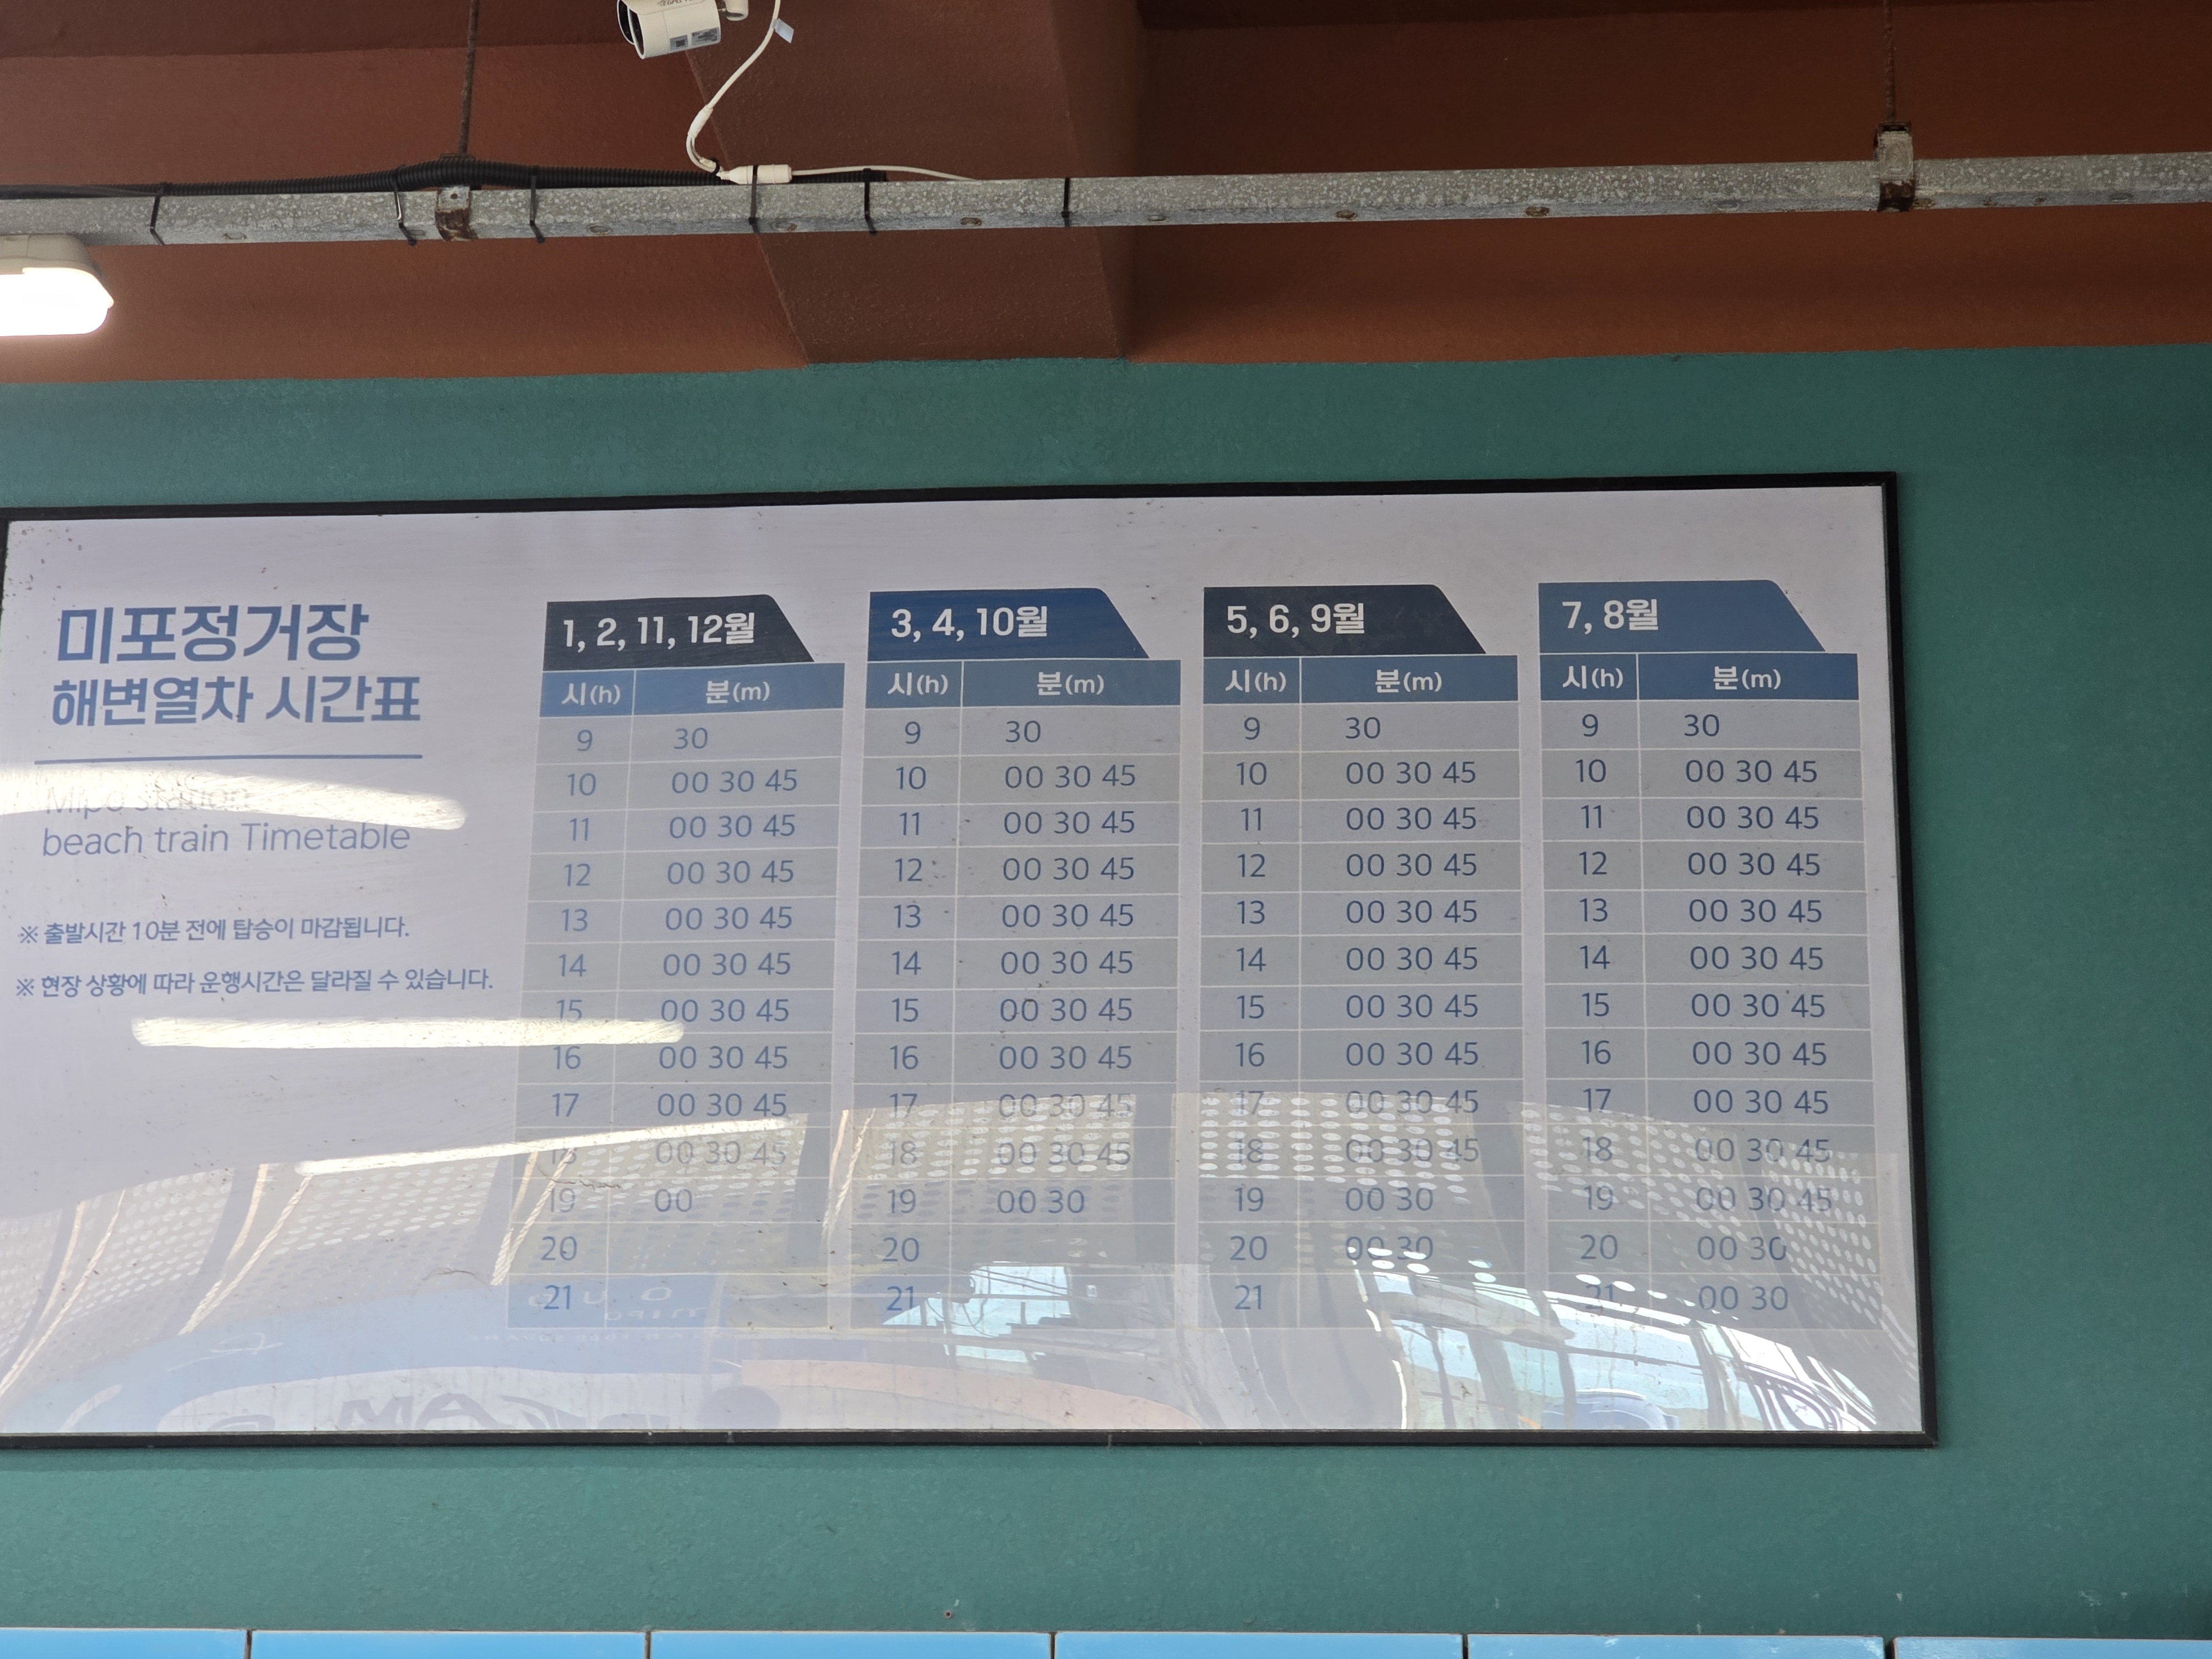 미포정거장
해변열차 시간표
Mipo station
beach train Timetable
※ 출발시간 10분 전에 탑승이 마감됩니다.
※ 현장 상황에 따라 운행시간은 달라질 수 있습니다.
1, 2, 11, 12월
시(h) 분(m)
9 30
10 00 30 45
11 00 30 45
12 00 30 45
13 00 30 45
14 00 30 45
15 00 30 45
16 00 30 45
17 00 30 45
18 00 30 45
19 00
20
21
3, 4, 10월
시(h) 분(m)
9 30
10 00 30 45
11 00 30 45
12 00 30 45
13 00 30 45
14 00 30 45
15 00 30 45
16 00 30 45
17 00 30 45
18 00 30 45
19 00 30
20
21
5, 6, 9월
시(h) 분(m)
9 30
10 00 30 45
11 00 30 45
12 00 30 45
13 00 30 45
14 00 30 45
15 00 30 45
16 00 30 45
17 00 30 45
18 00 30 45
19 00 30
20 00 30
21
7, 8월
시(h) 분(m)
9 30
10 00 30 45
11 00 30 45
12 00 30 45
13 00 30 45
14 00 30 45
15 00 30 45
16 00 30 45
17 00 30 45
18 00 30 45
19 00 30 45
20 00 30
21 00 30